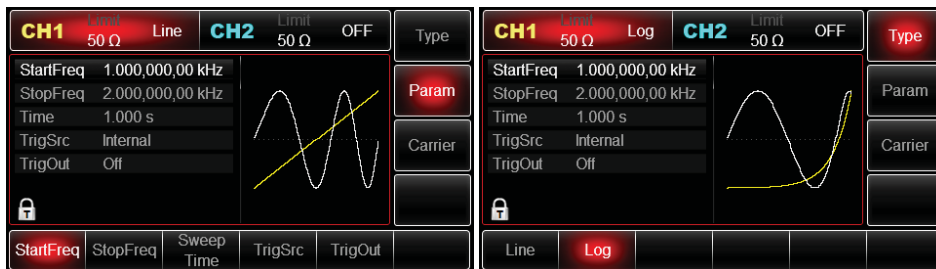 CH1 Limit 50 Ω Line CH2 Limit 50 Ω OFF Type
StartFreq 1.000,000,00 kHz
StopFreq 2.000,000,00 kHz
Param
Time 1.000 s
TrigSrc Internal
Carrier
TrigOut Off
T
StartFreq StopFreq Sweep Time TrigSrc TrigOut
CH1 Limit 50 Ω Log CH2 Limit 50 Ω OFF Type
StartFreq 1.000,000,00 kHz
StopFreq 2.000,000,00 kHz
Param
Time 1.000 s
TrigSrc Internal
Carrier
TrigOut Off
T
Line Log